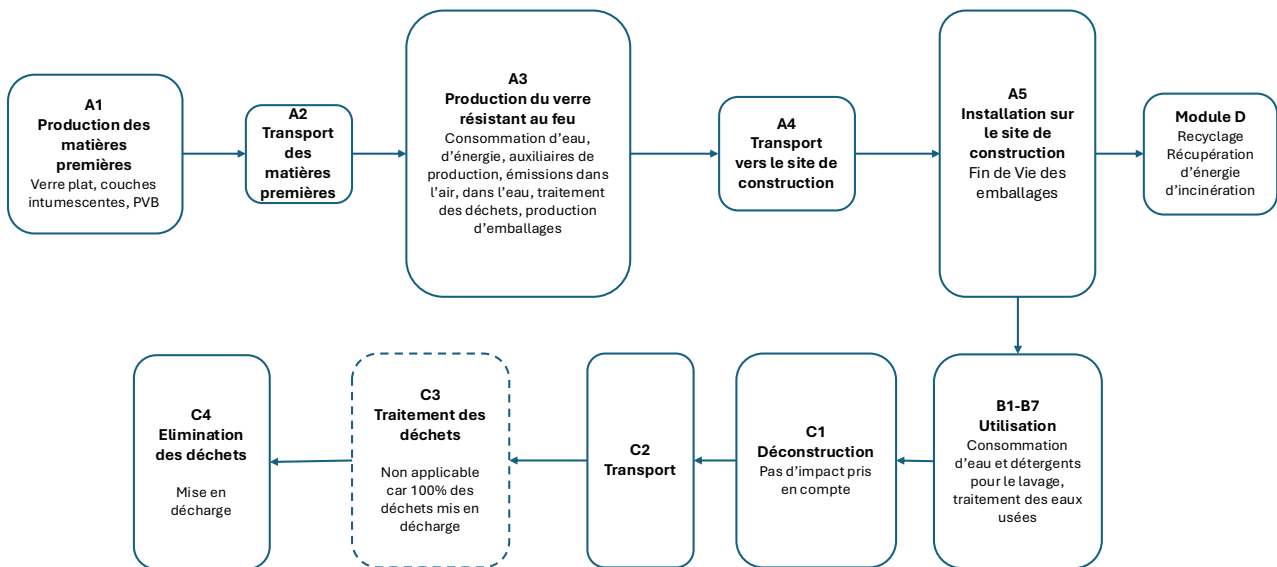 A1
Production des
matières
premières
Verre plat, couches
intumescentes, PVB
A2
Transport
des
matières
premières
A3
Production du verre
résistant au feu
Consommation d'eau,
d'énergie, auxiliaires de
production, émissions dans
l'air, dans l'eau, traitement
des déchets, production
d'emballages
A4
Transport
vers le site de
construction
A5
Installation sur
le site de
construction
Fin de Vie des
emballages
Module D
Recyclage
Récupération
d'énergie
d'incinération
C4
Elimination
des déchets
Mise en
décharge
C3
Traitement des
déchets
Non applicable
car 100% des
déchets mis en
décharge
C2
Transport
C1
Déconstruction
Pas d'impact pris
en compte
B1-B7
Utilisation
Consommation
d'eau et détergents
pour le lavage,
traitement des eaux
usées